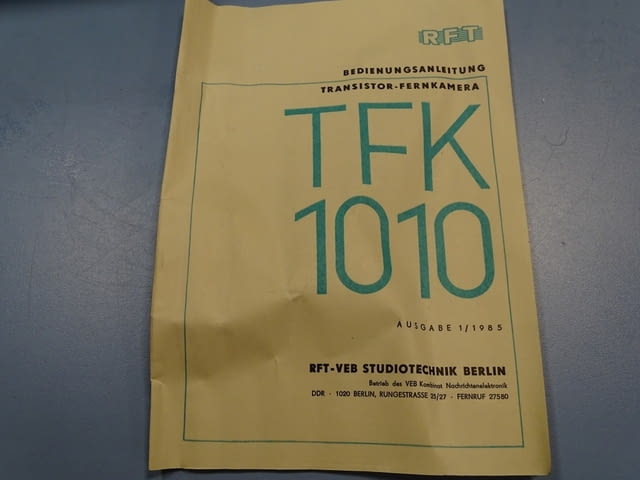 RFT
BEDIENUNGSANLEITUNG
TRANSISTOR-FERNKAMERA
TFK
1010
AUSGABE 1/1985
RFT-VEB STUDIOTECHNIK BERLIN
Betrieb des VEB Kombinat Nachrichtenelektronik
DDR · 1020 BERLIN, RUNGESTRASSE 25/27 · FERNRUF 27580